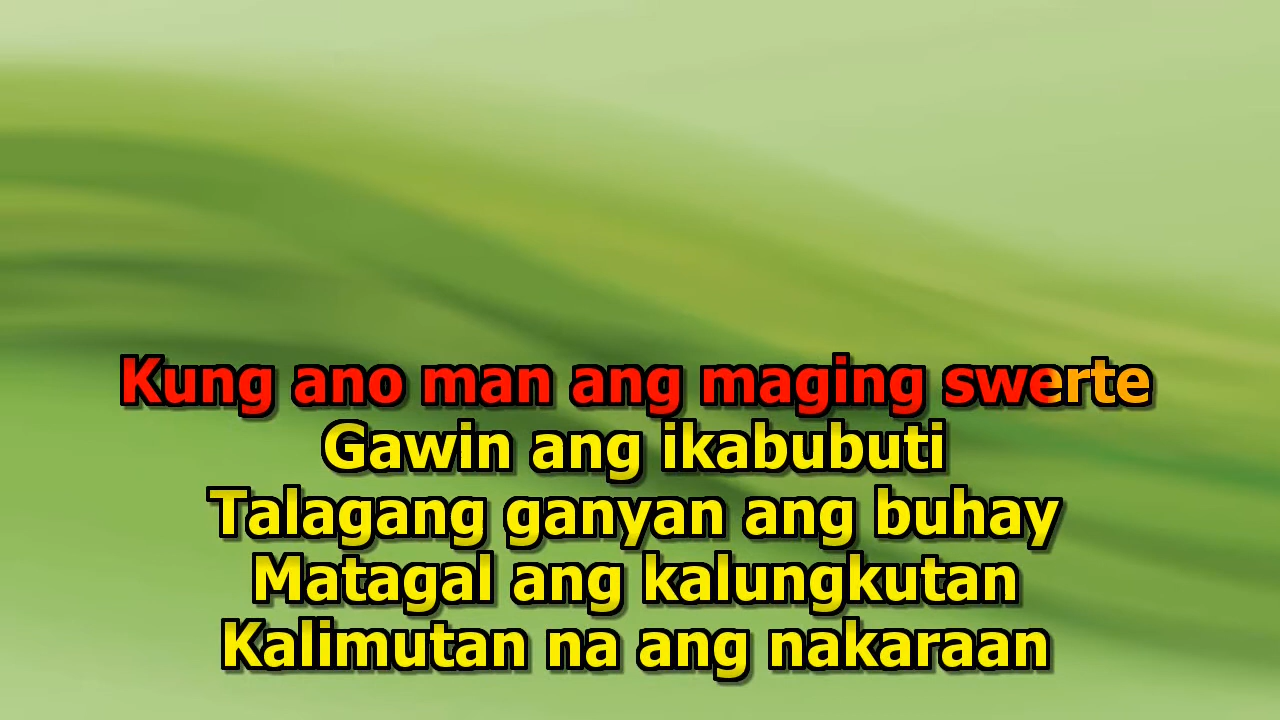 Kung ano man ang maging swerte
Gawin ang ikabubuti
Talagang ganyan ang buhay
Matagal ang kalungkutan
Kalimutan na ang nakaraan